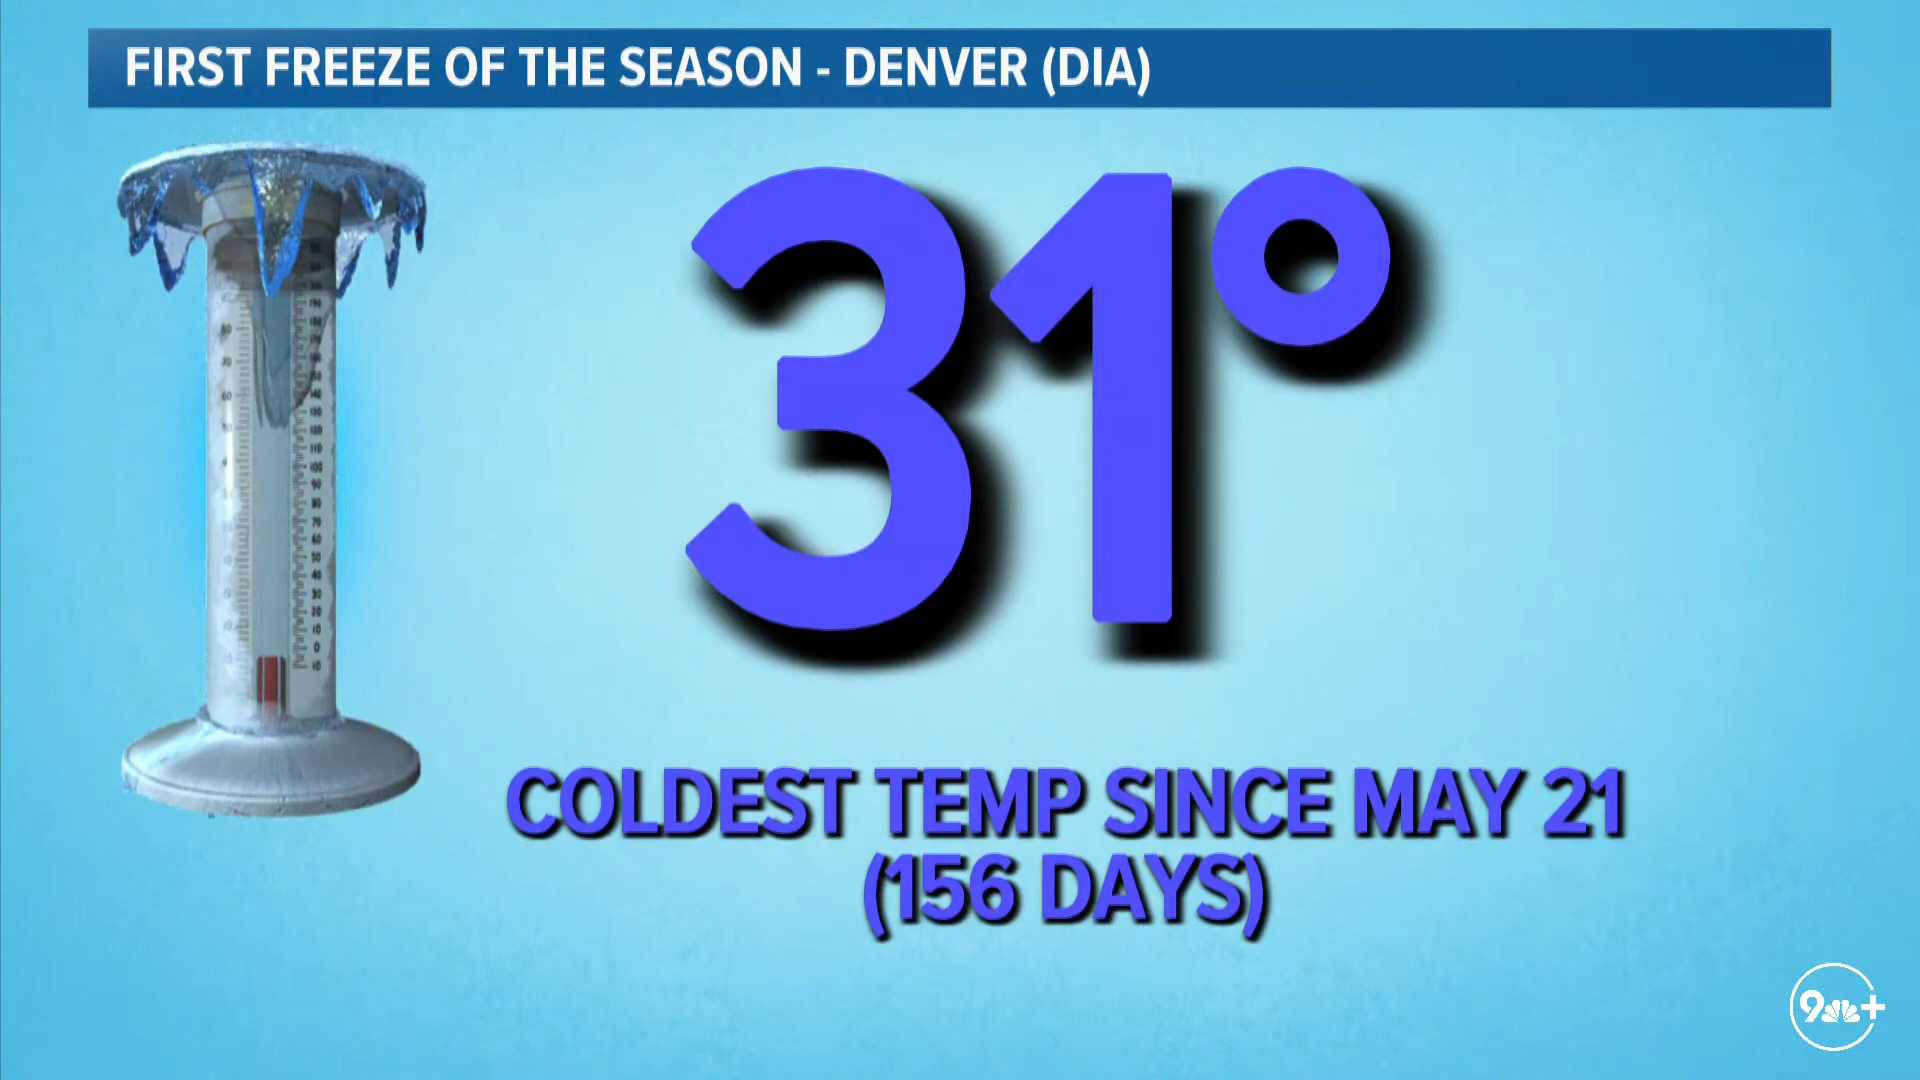 FIRST FREEZE OF THE SEASON - DENVER (DIA)
31°
COLDEST TEMP SINCE MAY 21
(156 DAYS)
9+